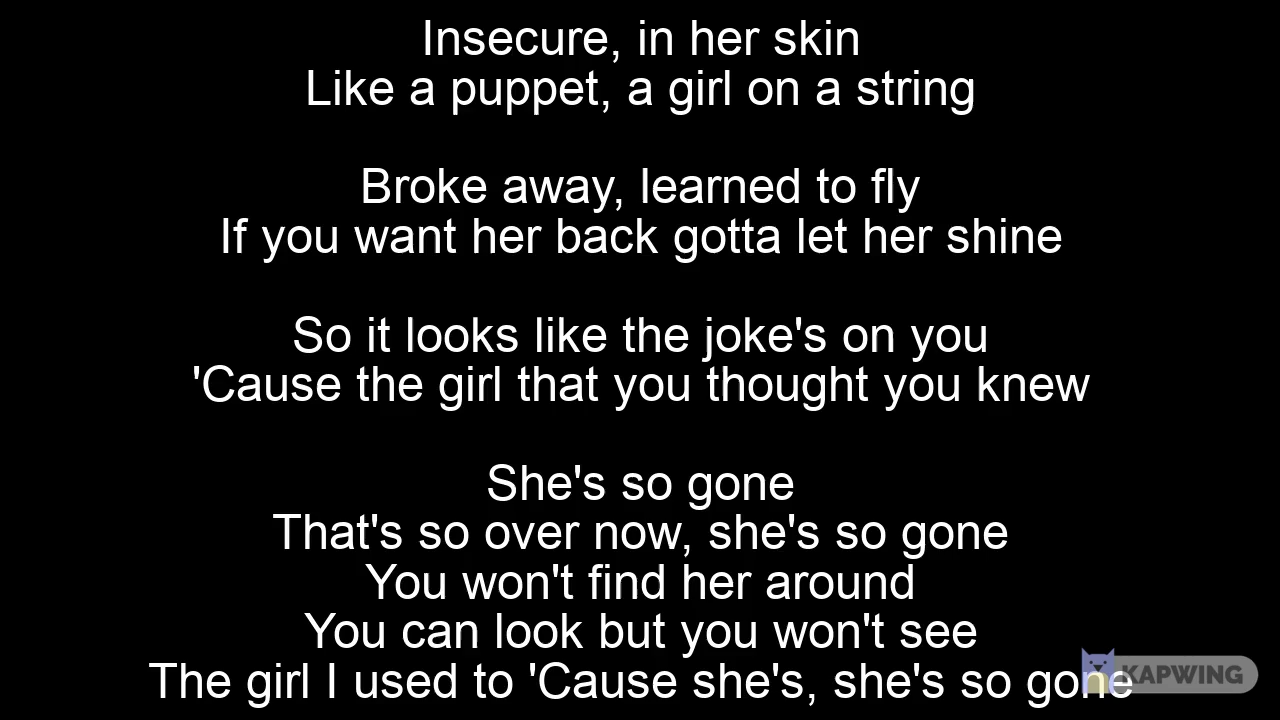 Insecure, in her skin
Like a puppet, a girl on a string
Broke away, learned to fly
If you want her back gotta let her shine
So it looks like the joke's on you
'Cause the girl that you thought you knew
She's so gone
That's so over now, she's so gone
You won't find her around
You can look but you won't see
The girl I used to 'Cause she's, she's so gone
KAPWING